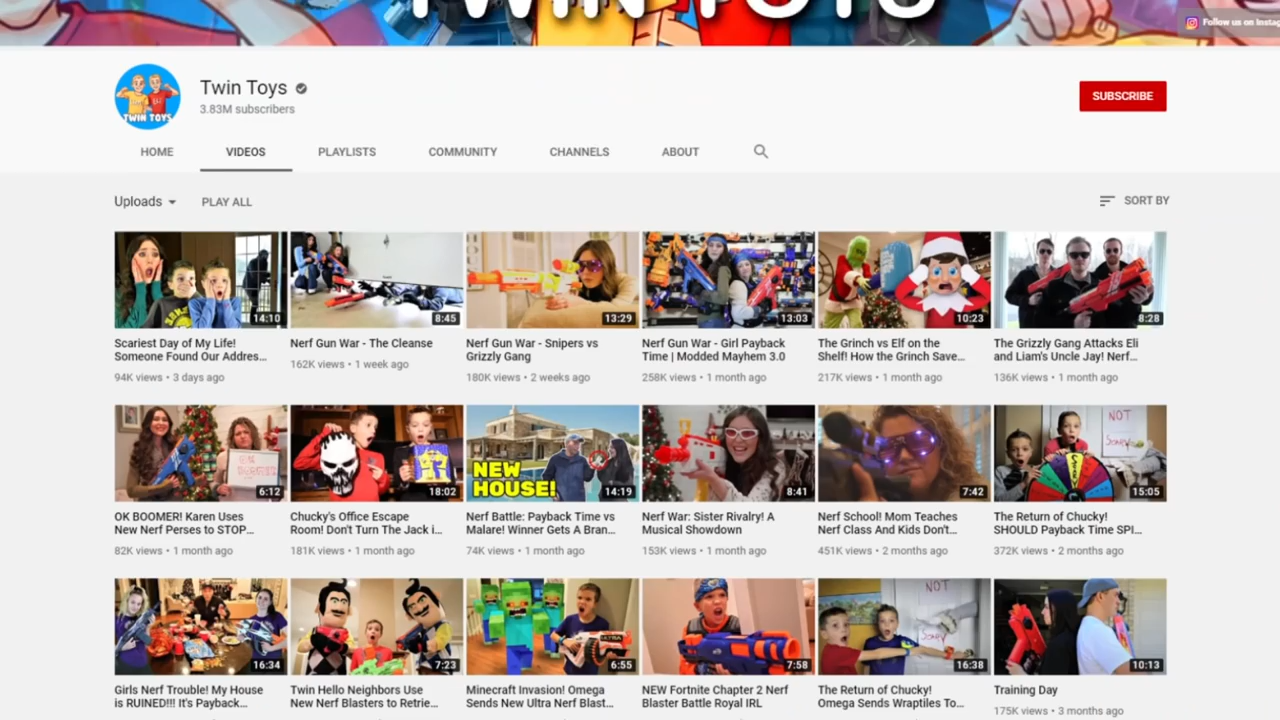 TWIN TOYS
Follow us on Instag
Twin Toys
3.83M subscribers
SUBSCRIBE
TWIN TOYS
HOME VIDEOS PLAYLISTS COMMUNITY CHANNELS ABOUT
Uploads PLAY ALL SORT BY
14:10 8:45 13:29 13:03 10:23 8:28
Scariest Day of My Life! Nerf Gun War - The Cleanse Nerf Gun War - Snipers vs Nerf Gun War - Girl Payback The Grinch vs Elf on the The Grizzly Gang Attacks Eli
Someone Found Our Addres... Grizzly Gang Time | Modded Mayhem 3.0 Shelf! How the Grinch Save... and Liam's Uncle Jay! Nerf...
94K views • 3 days ago 162K views • 1 week ago 180K views • 2 weeks ago 258K views • 1 month ago 217K views • 1 month ago 136K views • 1 month ago
NEW
HOUSE!
NOT
6:12 18:02 14:19 8:41 7:42 15:05
OK BOOMER! Karen Uses Chucky's Office Escape Nerf Battle: Payback Time vs Nerf War: Sister Rivalry! A Nerf School! Mom Teaches The Return of Chucky!
New Nerf Perses to STOP... Room! Don't Turn The Jack i... Malare! Winner Gets A Bran... Musical Showdown Nerf Class And Kids Don't... SHOULD Payback Time SPI...
82K views • 1 month ago 181K views • 1 month ago 74K views • 1 month ago 153K views • 1 month ago 451K views • 2 months ago 372K views • 2 months ago
NOT
Sorry
16:34 7:23 6:55 7:58 16:38 10:13
Girls Nerf Trouble! My House Twin Hello Neighbors Use Minecraft Invasion! Omega NEW Fortnite Chapter 2 Nerf The Return of Chucky! Training Day
is RUINED!!! It's Payback... New Nerf Blasters to Retrie... Sends New Ultra Nerf Blast... Blaster Battle Royal IRL Omega Sends Wraptiles To...
175K views • 3 months ago